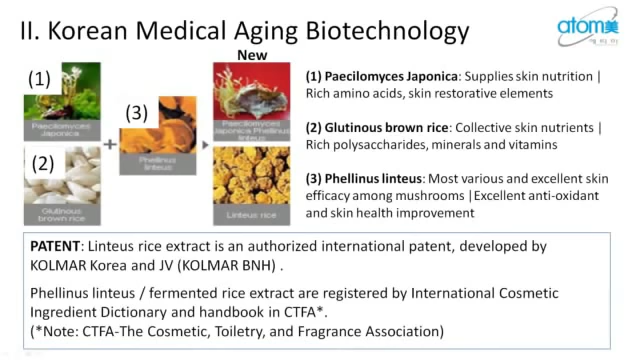 II. Korean Medical Aging Biotechnology
atom美
New
(1)
Paecilomyces
Japonica
(2)
Glutinous
brown rice
+
(3)
Phellinus
linteus
Paecilomyces
Japonica Phellinus
linteus
Linteus rice
(1) Paecilomyces Japonica: Supplies skin nutrition |
Rich amino acids, skin restorative elements
(2) Glutinous brown rice: Collective skin nutrients |
Rich polysaccharides, minerals and vitamins
(3) Phellinus linteus: Most various and excellent skin
efficacy among mushrooms |Excellent anti-oxidant
and skin health improvement
PATENT: Linteus rice extract is an authorized international patent, developed by
KOLMAR Korea and JV (KOLMAR BNH) .
Phellinus linteus / fermented rice extract are registered by International Cosmetic
Ingredient Dictionary and handbook in CTFA*.
(*Note: CTFA-The Cosmetic, Toiletry, and Fragrance Association)